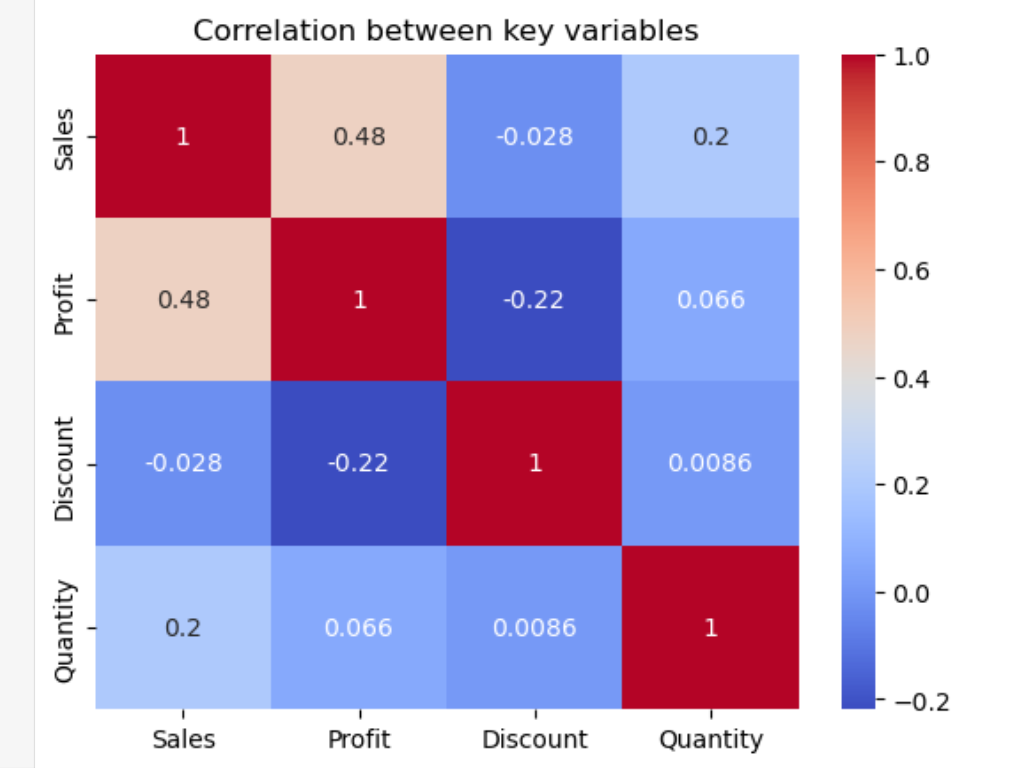 Correlation between key variables
Sales 1 0.48 -0.028 0.2
Profit 0.48 1 -0.22 0.066
Discount -0.028 -0.22 1 0.0086
Quantity 0.2 0.066 0.0086 1
Sales Profit Discount Quantity
1.0
0.8
0.6
0.4
0.2
0.0
−0.2